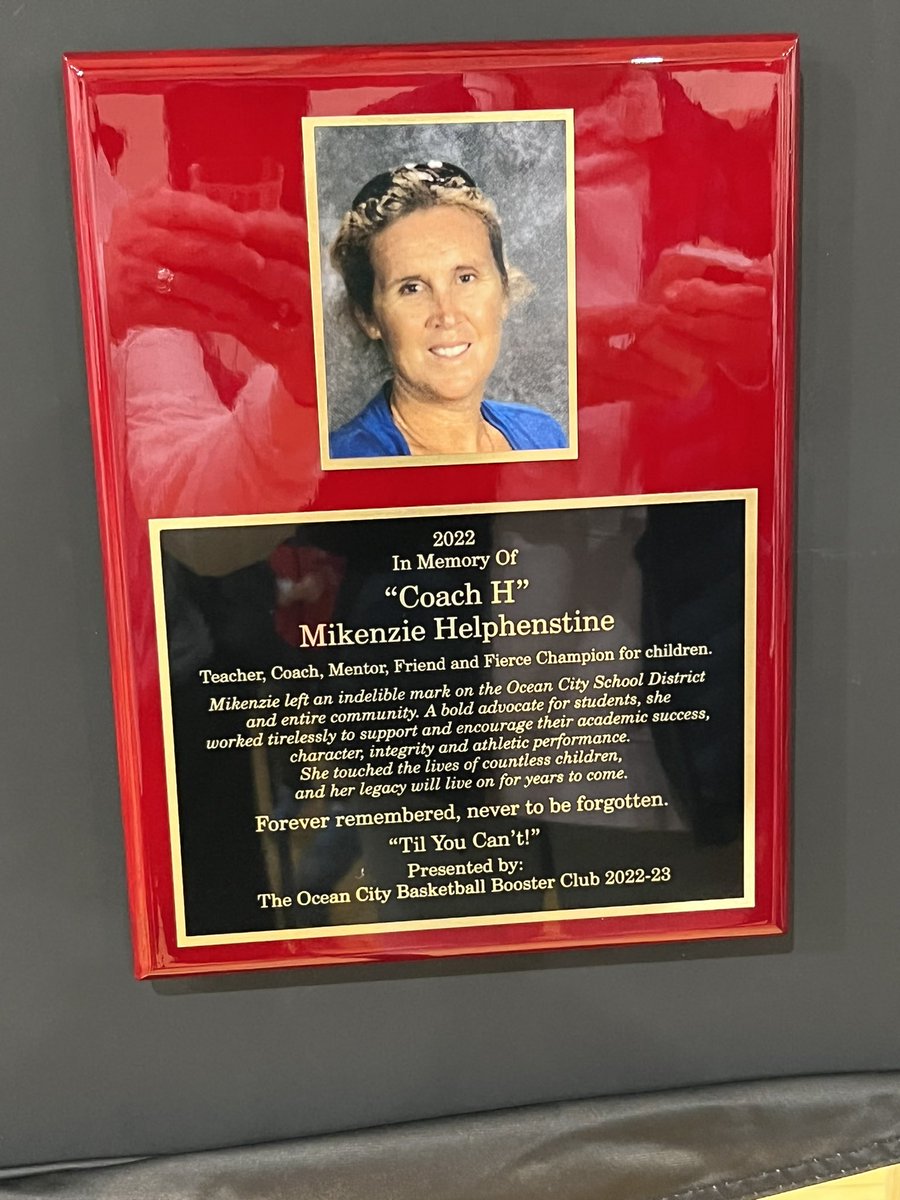 2022
In Memory Of
“Coach H”
Mikenzie Helphenstine
Teacher, Coach, Mentor, Friend and Fierce Champion for children.
Mikenzie left an indelible mark on the Ocean City School District
and entire community. A bold advocate for students, she
worked tirelessly to support and encourage their academic success,
character, integrity and athletic performance.
She touched the lives of countless children,
and her legacy will live on for years to come.
Forever remembered, never to be forgotten.
“Til You Can’t!”
Presented by:
The Ocean City Basketball Booster Club 2022-23